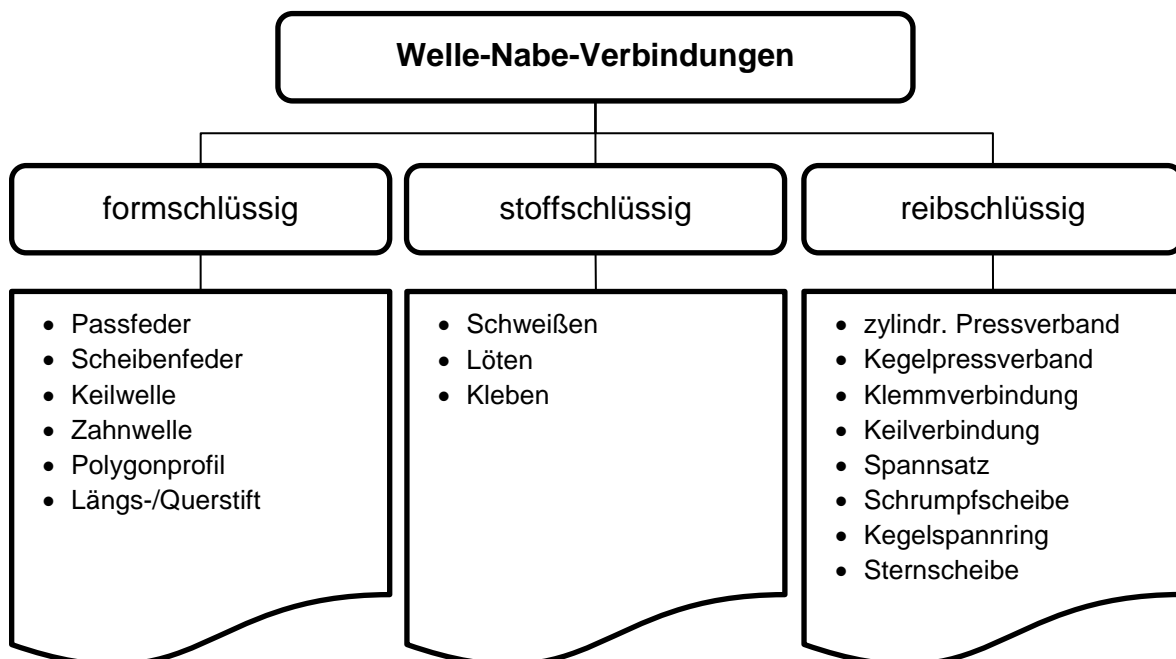 Welle-Nabe-Verbindungen
formschlüssig
stoffschlüssig
reibschlüssig
• Passfeder
• Scheibenfeder
• Keilwelle
• Zahnwelle
• Polygonprofil
• Längs-/Querstift
• Schweißen
• Löten
• Kleben
• zylindr. Pressverband
• Kegelpressverband
• Klemmverbindung
• Keilverbindung
• Spannsatz
• Schrumpfscheibe
• Kegelspannring
• Sternscheibe